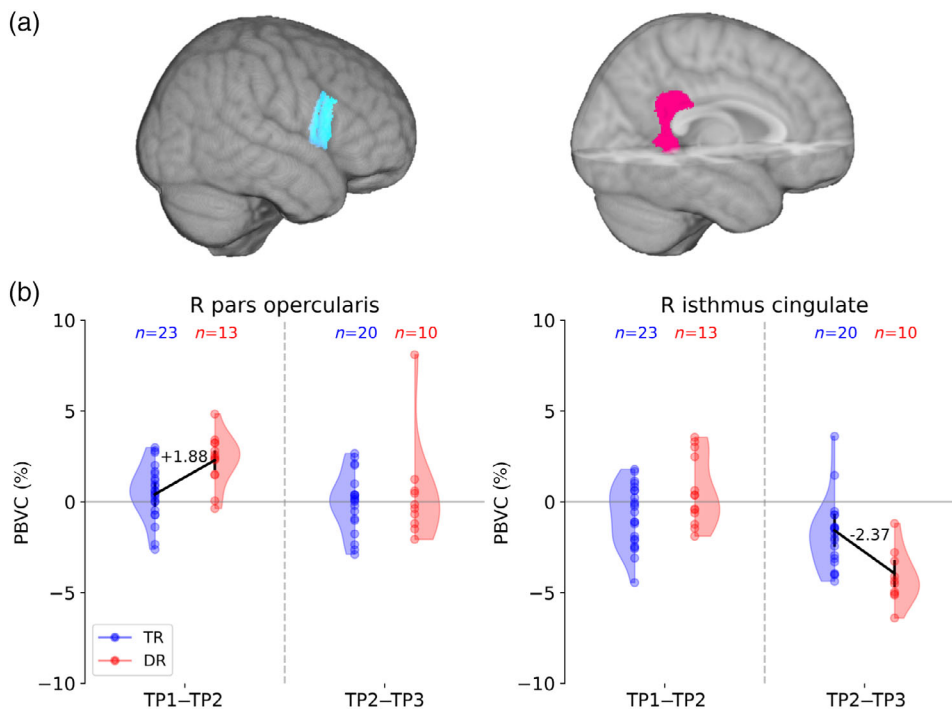 (a)
(b)
R pars opercularis
n=23 n=13 n=20 n=10
10
5
0
−5
−10
PBVC (%)
+1.88
TR
DR
TP1−TP2 TP2−TP3
R isthmus cingulate
n=23 n=13 n=20 n=10
10
5
0
−5
−10
PBVC (%)
-2.37
TP1−TP2 TP2−TP3